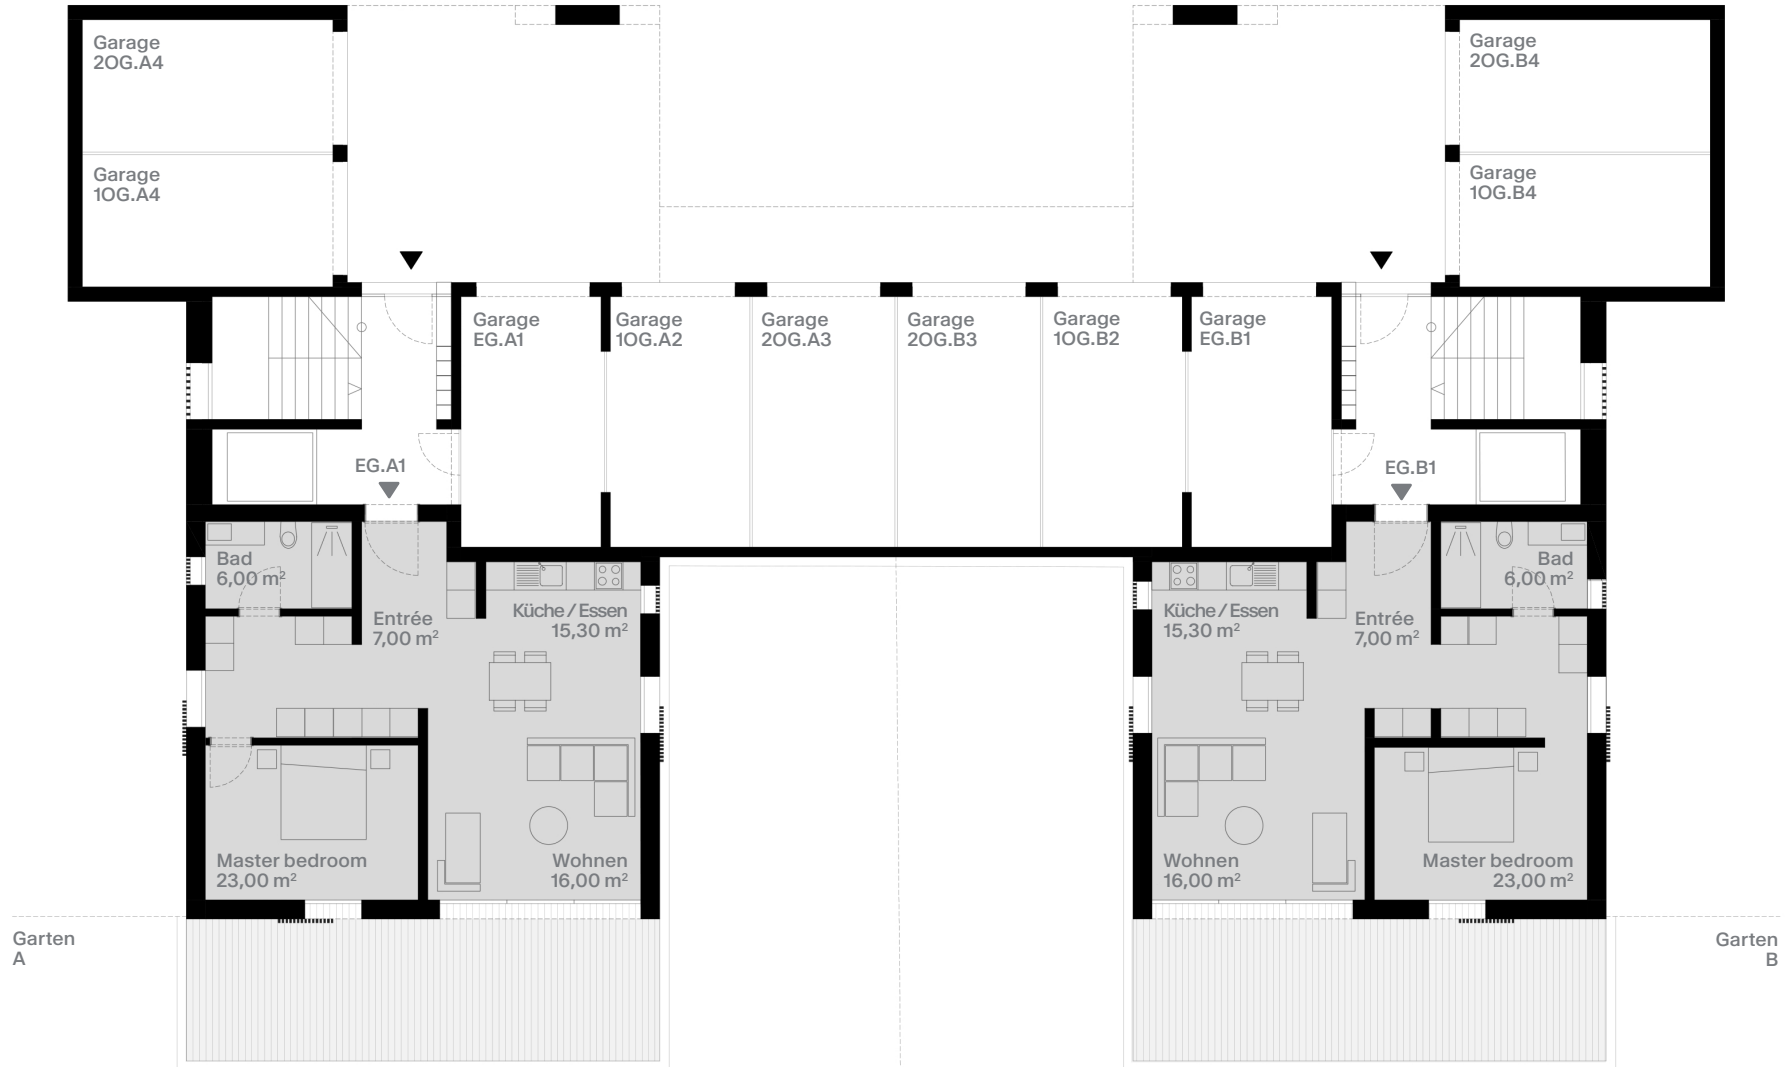 Garage
2OG.A4
Garage
2OG.B4
Garage
1OG.A4
Garage
1OG.B4
Garage
EG.A1
Garage
1OG.A2
Garage
2OG.A3
Garage
2OG.B3
Garage
1OG.B2
Garage
EG.B1
EG.A1
EG.B1
Bad
6,00 m²
Entrée
7,00 m²
Küche / Essen
15,30 m²
Küche / Essen
15,30 m²
Entrée
7,00 m²
Bad
6,00 m²
Master bedroom
23,00 m²
Wohnen
16,00 m²
Wohnen
16,00 m²
Master bedroom
23,00 m²
Garten
A
Garten
B